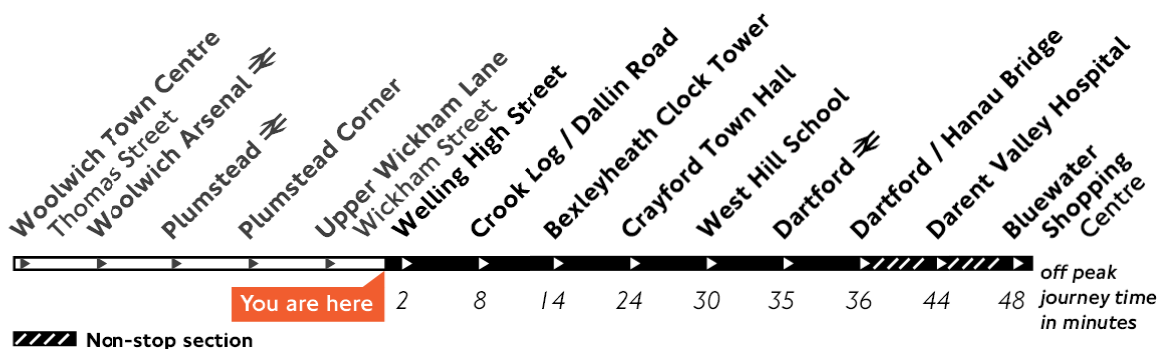 Woolwich Town Centre
Thomas Street
Woolwich Arsenal
Plumstead
Plumstead Corner
Upper Wickham Lane
Wickham Street
Welling High Street
Crook Log / Dallin Road
Bexleyheath Clock Tower
Crayford Town Hall
West Hill School
Dartford
Dartford / Hanau Bridge
Darent Valley Hospital
Bluewater
Shopping
Centre
You are here
2 8 14 24 30 35 36 44 48
off peak
journey time
in minutes
Non-stop section